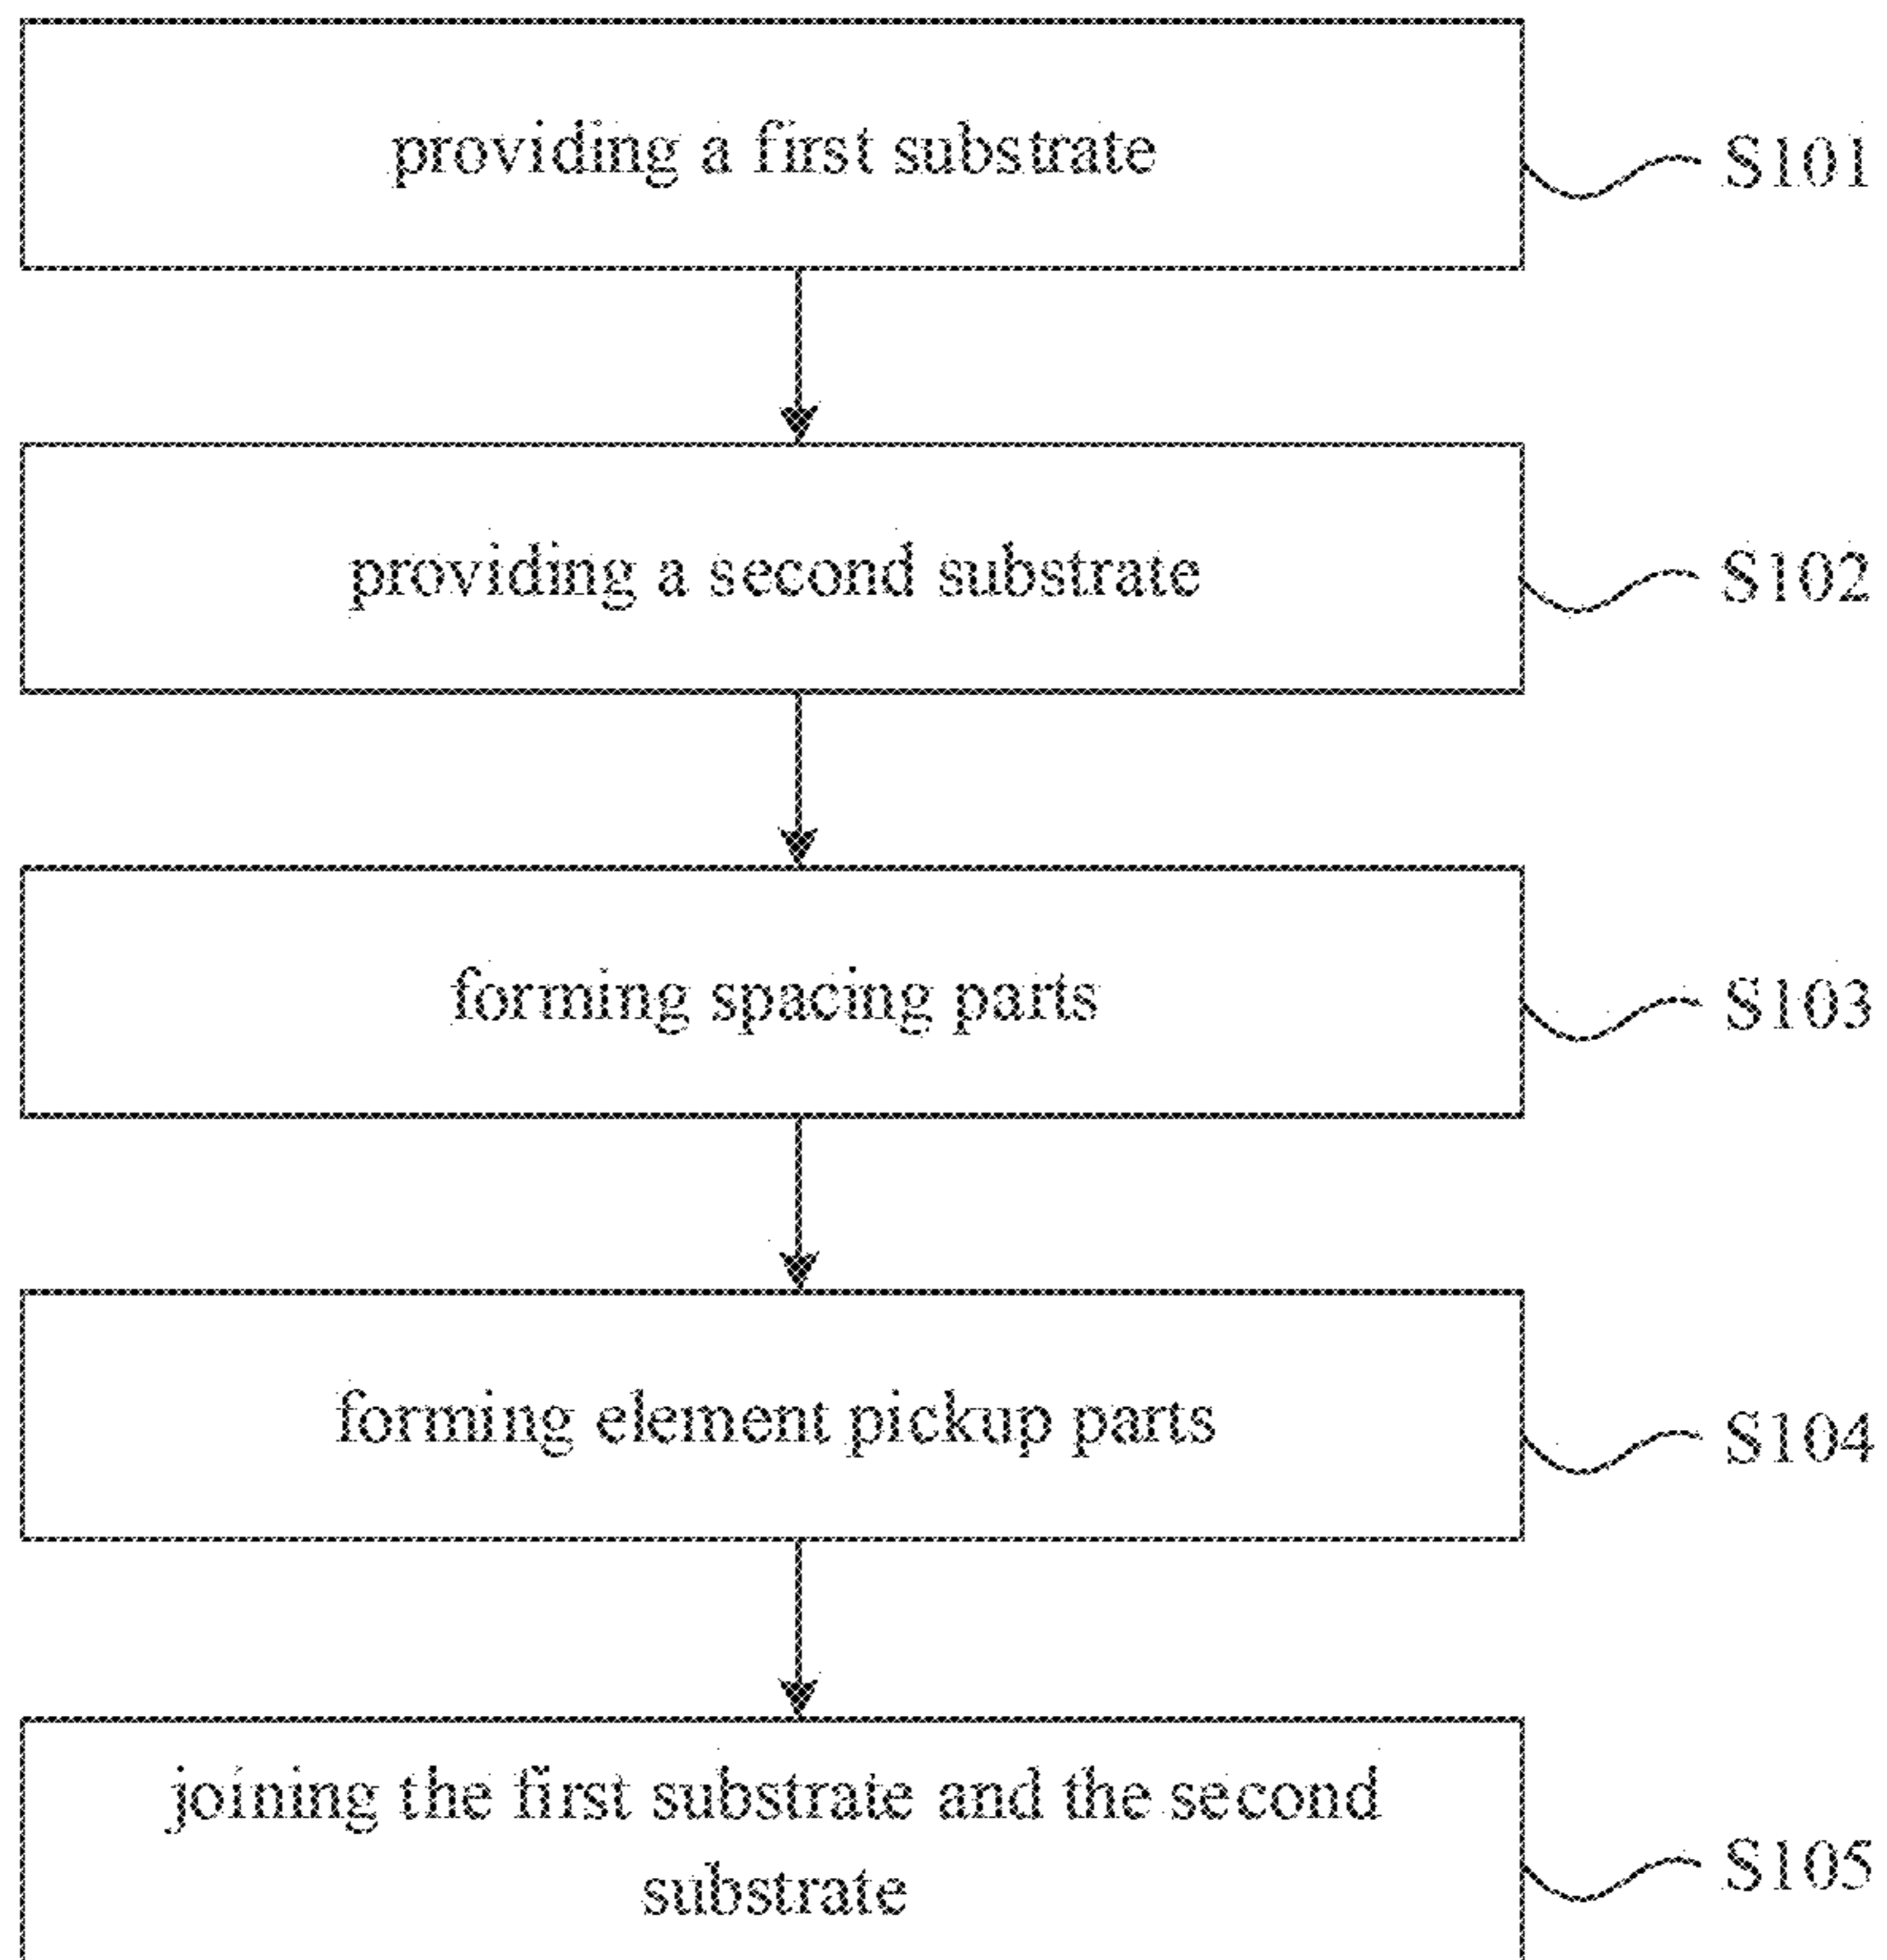 providing a first substrate
S101
providing a second substrate
S102
forming spacing parts
S103
forming element pickup parts
S104
joining the first substrate and the second
substrate
S105